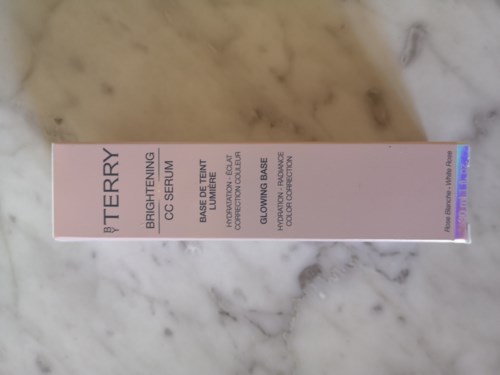 BY TERRY
BRIGHTENING
CC SERUM
BASE DE TEINT
LUMIÈRE
HYDRATATION - ÉCLAT
CORRECTION COULEUR
GLOWING BASE
HYDRATION - RADIANCE
COLOR CORRECTION
Rose Blanche - White Rose